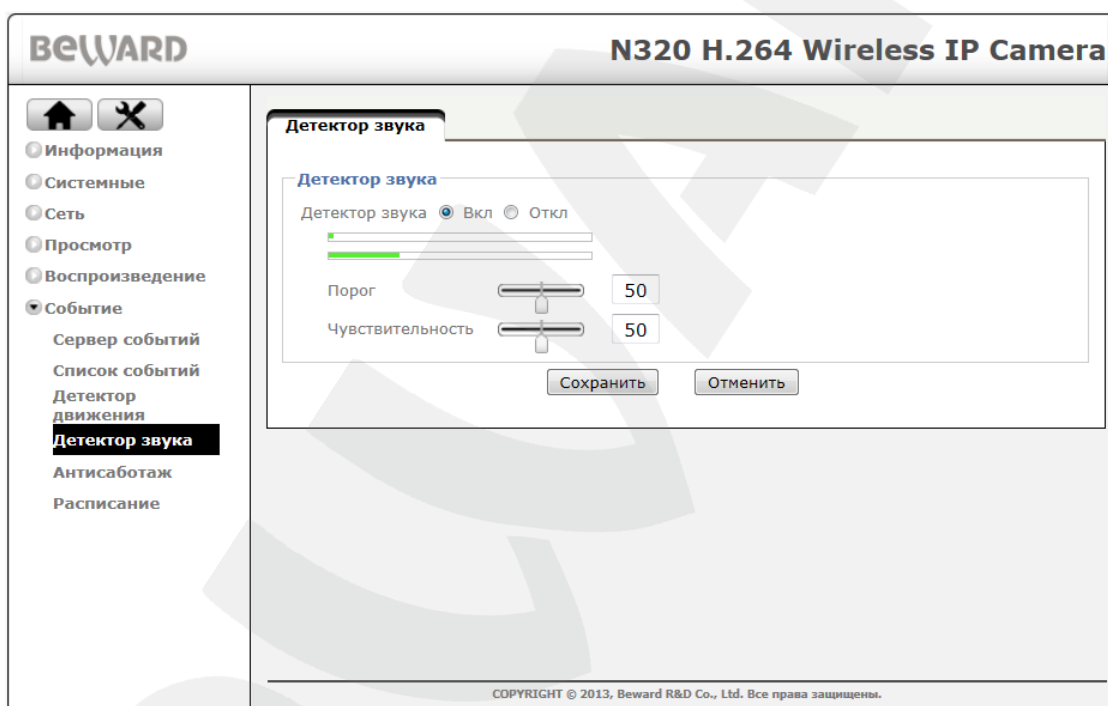 BEWARD
N320 H.264 Wireless IP Camera
Информация
Системные
Сеть
Просмотр
Воспроизведение
Событие
Сервер событий
Список событий
Детектор
движения
Детектор звука
Антисаботаж
Расписание
Детектор звука
Детектор звука
Детектор звука Вкл Откл
Порог 50
Чувствительность 50
Сохранить Отменить
COPYRIGHT © 2013, Beward R&D Co., Ltd. Все права защищены.